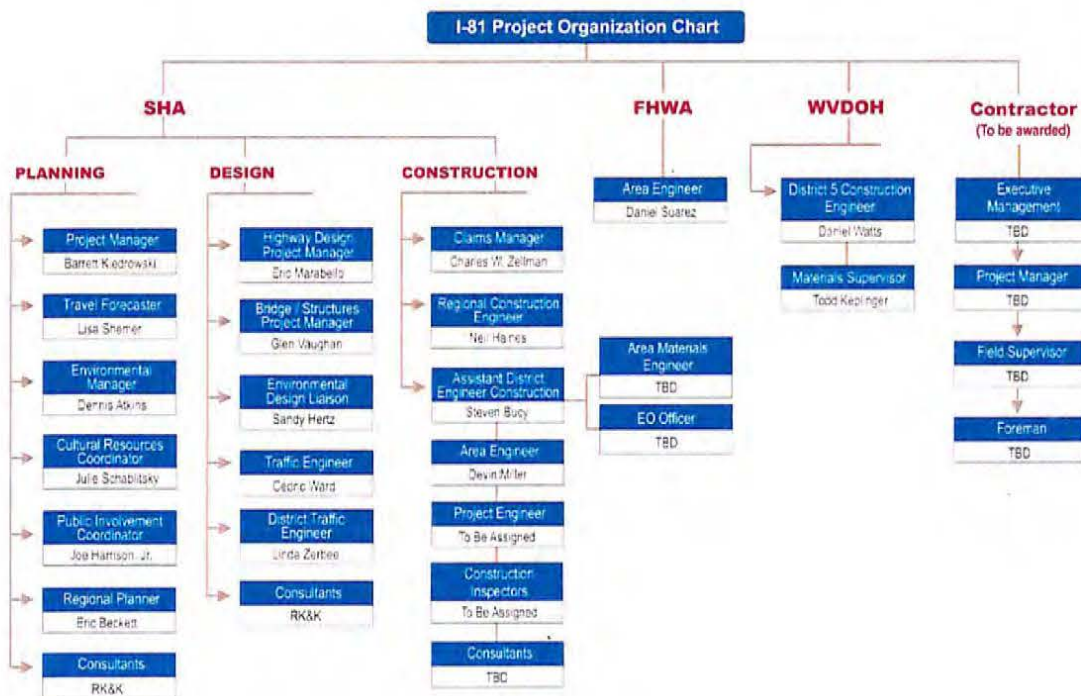 I-81 Project Organization Chart
SHA
FHWA
WVDOH
Contractor
(To be awarded)
PLANNING
Project Manager
Barrett Kiedrowski
Travel Forecaster
Lisa Shemer
Environmental
Manager
Dennis Atkins
Cultural Resources
Coordinator
Julie Schablitsky
Public Involvement
Coordinator
Joe Harrison, Jr.
Regional Planner
Eric Beckett
Consultants
RK&K
DESIGN
Highway Design
Project Manager
Eric Marabello
Bridge / Structures
Project Manager
Glen Vaughan
Environmental
Design Liaison
Sandy Hertz
Traffic Engineer
Cedric Ward
District Traffic
Engineer
Linda Zerbee
Consultants
RK&K
CONSTRUCTION
Claims Manager
Charles W. Zellman
Regional Construction
Engineer
Neil Haines
Assistant District
Engineer Construction
Steven Bucy
Area Engineer
Devin Miller
Project Engineer
To Be Assigned
Construction
Inspectors
To Be Assigned
Consultants
TBD
Area Materials
Engineer
TBD
EO Officer
TBD
Area Engineer
Daniel Suarez
District 5 Construction
Engineer
Daniel Watts
Materials Supervisor
Todd Keplinger
Executive
Management
TBD
Project Manager
TBD
Field Supervisor
TBD
Foreman
TBD